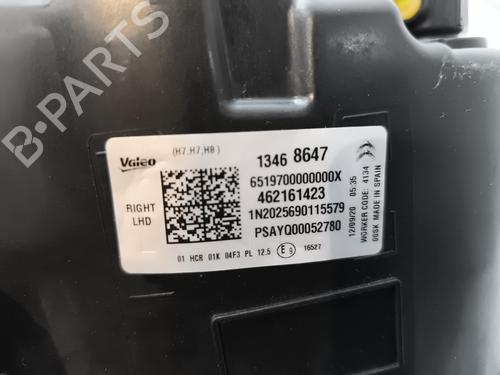 Valeo
(H7,H7,H8)
RIGHT
LHD
1346 8647
6519700000000X
462161423
1N2025690115579
PSAYQ00052780
01 HCR 01K 04F3 PL 12.5 E9 16527
12/09/20 05:35
WORKER CODE: 4134
00SK MADE IN SPAIN
B-PARTS